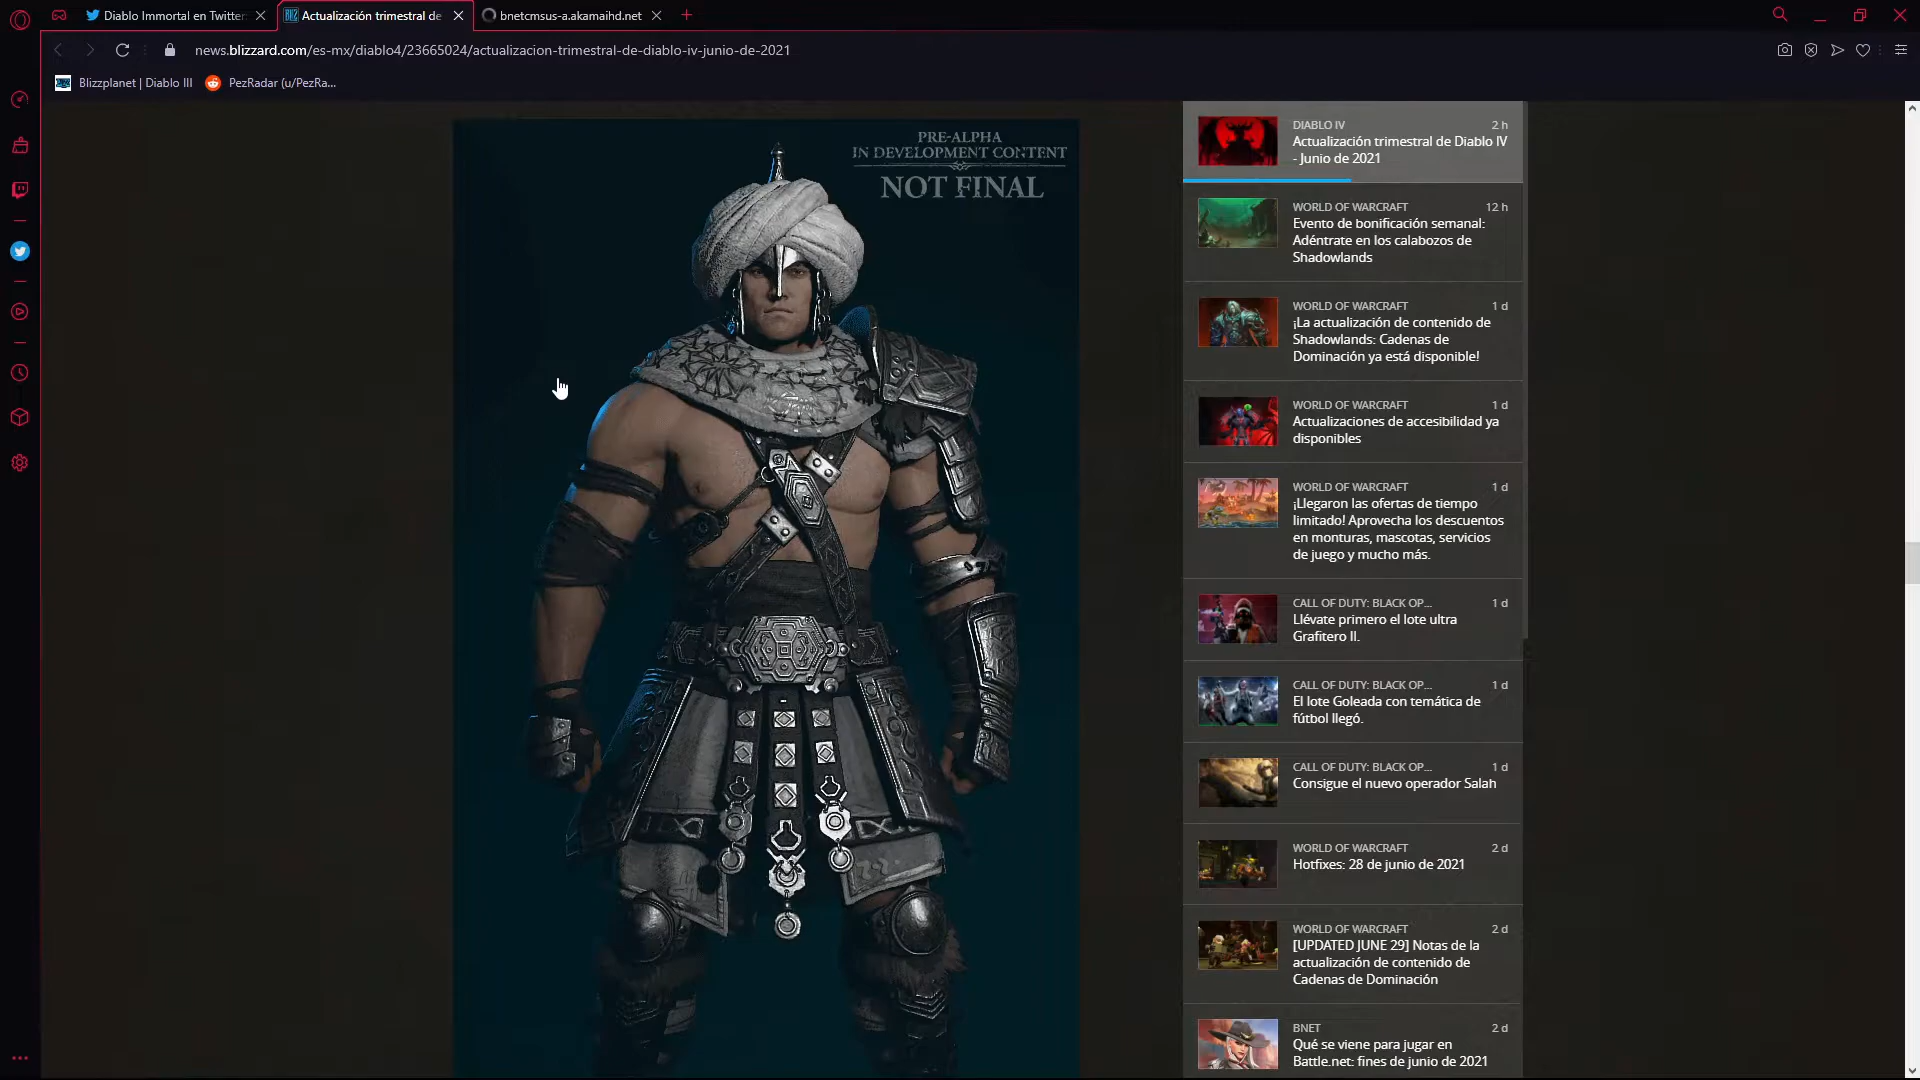 Diablo Immortal en Twitter:
Actualización trimestral de
bnetcmsus-a.akamaihd.net
news.blizzard.com/es-mx/diablo4/23665024/actualizacion-trimestral-de-diablo-iv-junio-de-2021
Blizzplanet | Diablo III
PezRadar (u/PezRa...
PRE-ALPHA
IN DEVELOPMENT CONTENT
NOT FINAL
DIABLO IV 2 h
Actualización trimestral de Diablo IV
- Junio de 2021
WORLD OF WARCRAFT 12 h
Evento de bonificación semanal:
Adéntrate en los calabozos de
Shadowlands
WORLD OF WARCRAFT 1 d
¡La actualización de contenido de
Shadowlands: Cadenas de
Dominación ya está disponible!
WORLD OF WARCRAFT 1 d
Actualizaciones de accesibilidad ya
disponibles
WORLD OF WARCRAFT 1 d
¡Llegaron las ofertas de tiempo
limitado! Aprovecha los descuentos
en monturas, mascotas, servicios
de juego y mucho más.
CALL OF DUTY: BLACK OP... 1 d
Llévate primero el lote ultra
Grafitero II.
CALL OF DUTY: BLACK OP... 1 d
El lote Goleada con temática de
fútbol llegó.
CALL OF DUTY: BLACK OP... 1 d
Consigue el nuevo operador Salah
WORLD OF WARCRAFT 2 d
Hotfixes: 28 de junio de 2021
WORLD OF WARCRAFT 2 d
[UPDATED JUNE 29] Notas de la
actualización de contenido de
Cadenas de Dominación
BNET 2 d
Qué se viene para jugar en
Battle.net: fines de junio de 2021